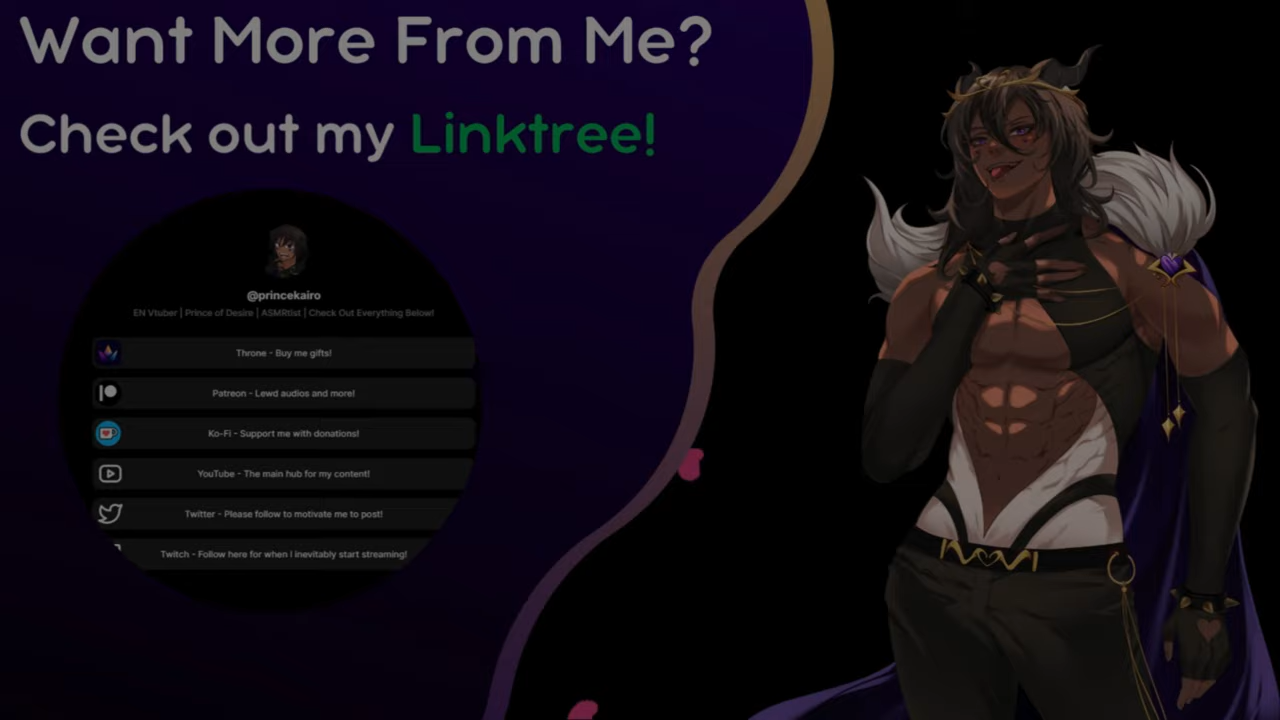 Want More From Me?
Check out my Linktree!
@princekairo
EN Vtuber | Prince of Desire | ASMRtist | Check Out Everything Below!
Throne - Buy me gifts!
Patreon - Lewd audios and more!
Ko-Fi - Support me with donations!
YouTube - The main hub for my content!
Twitter - Please follow to motivate me to post!
Twitch - Follow here for when I inevitably start streaming!